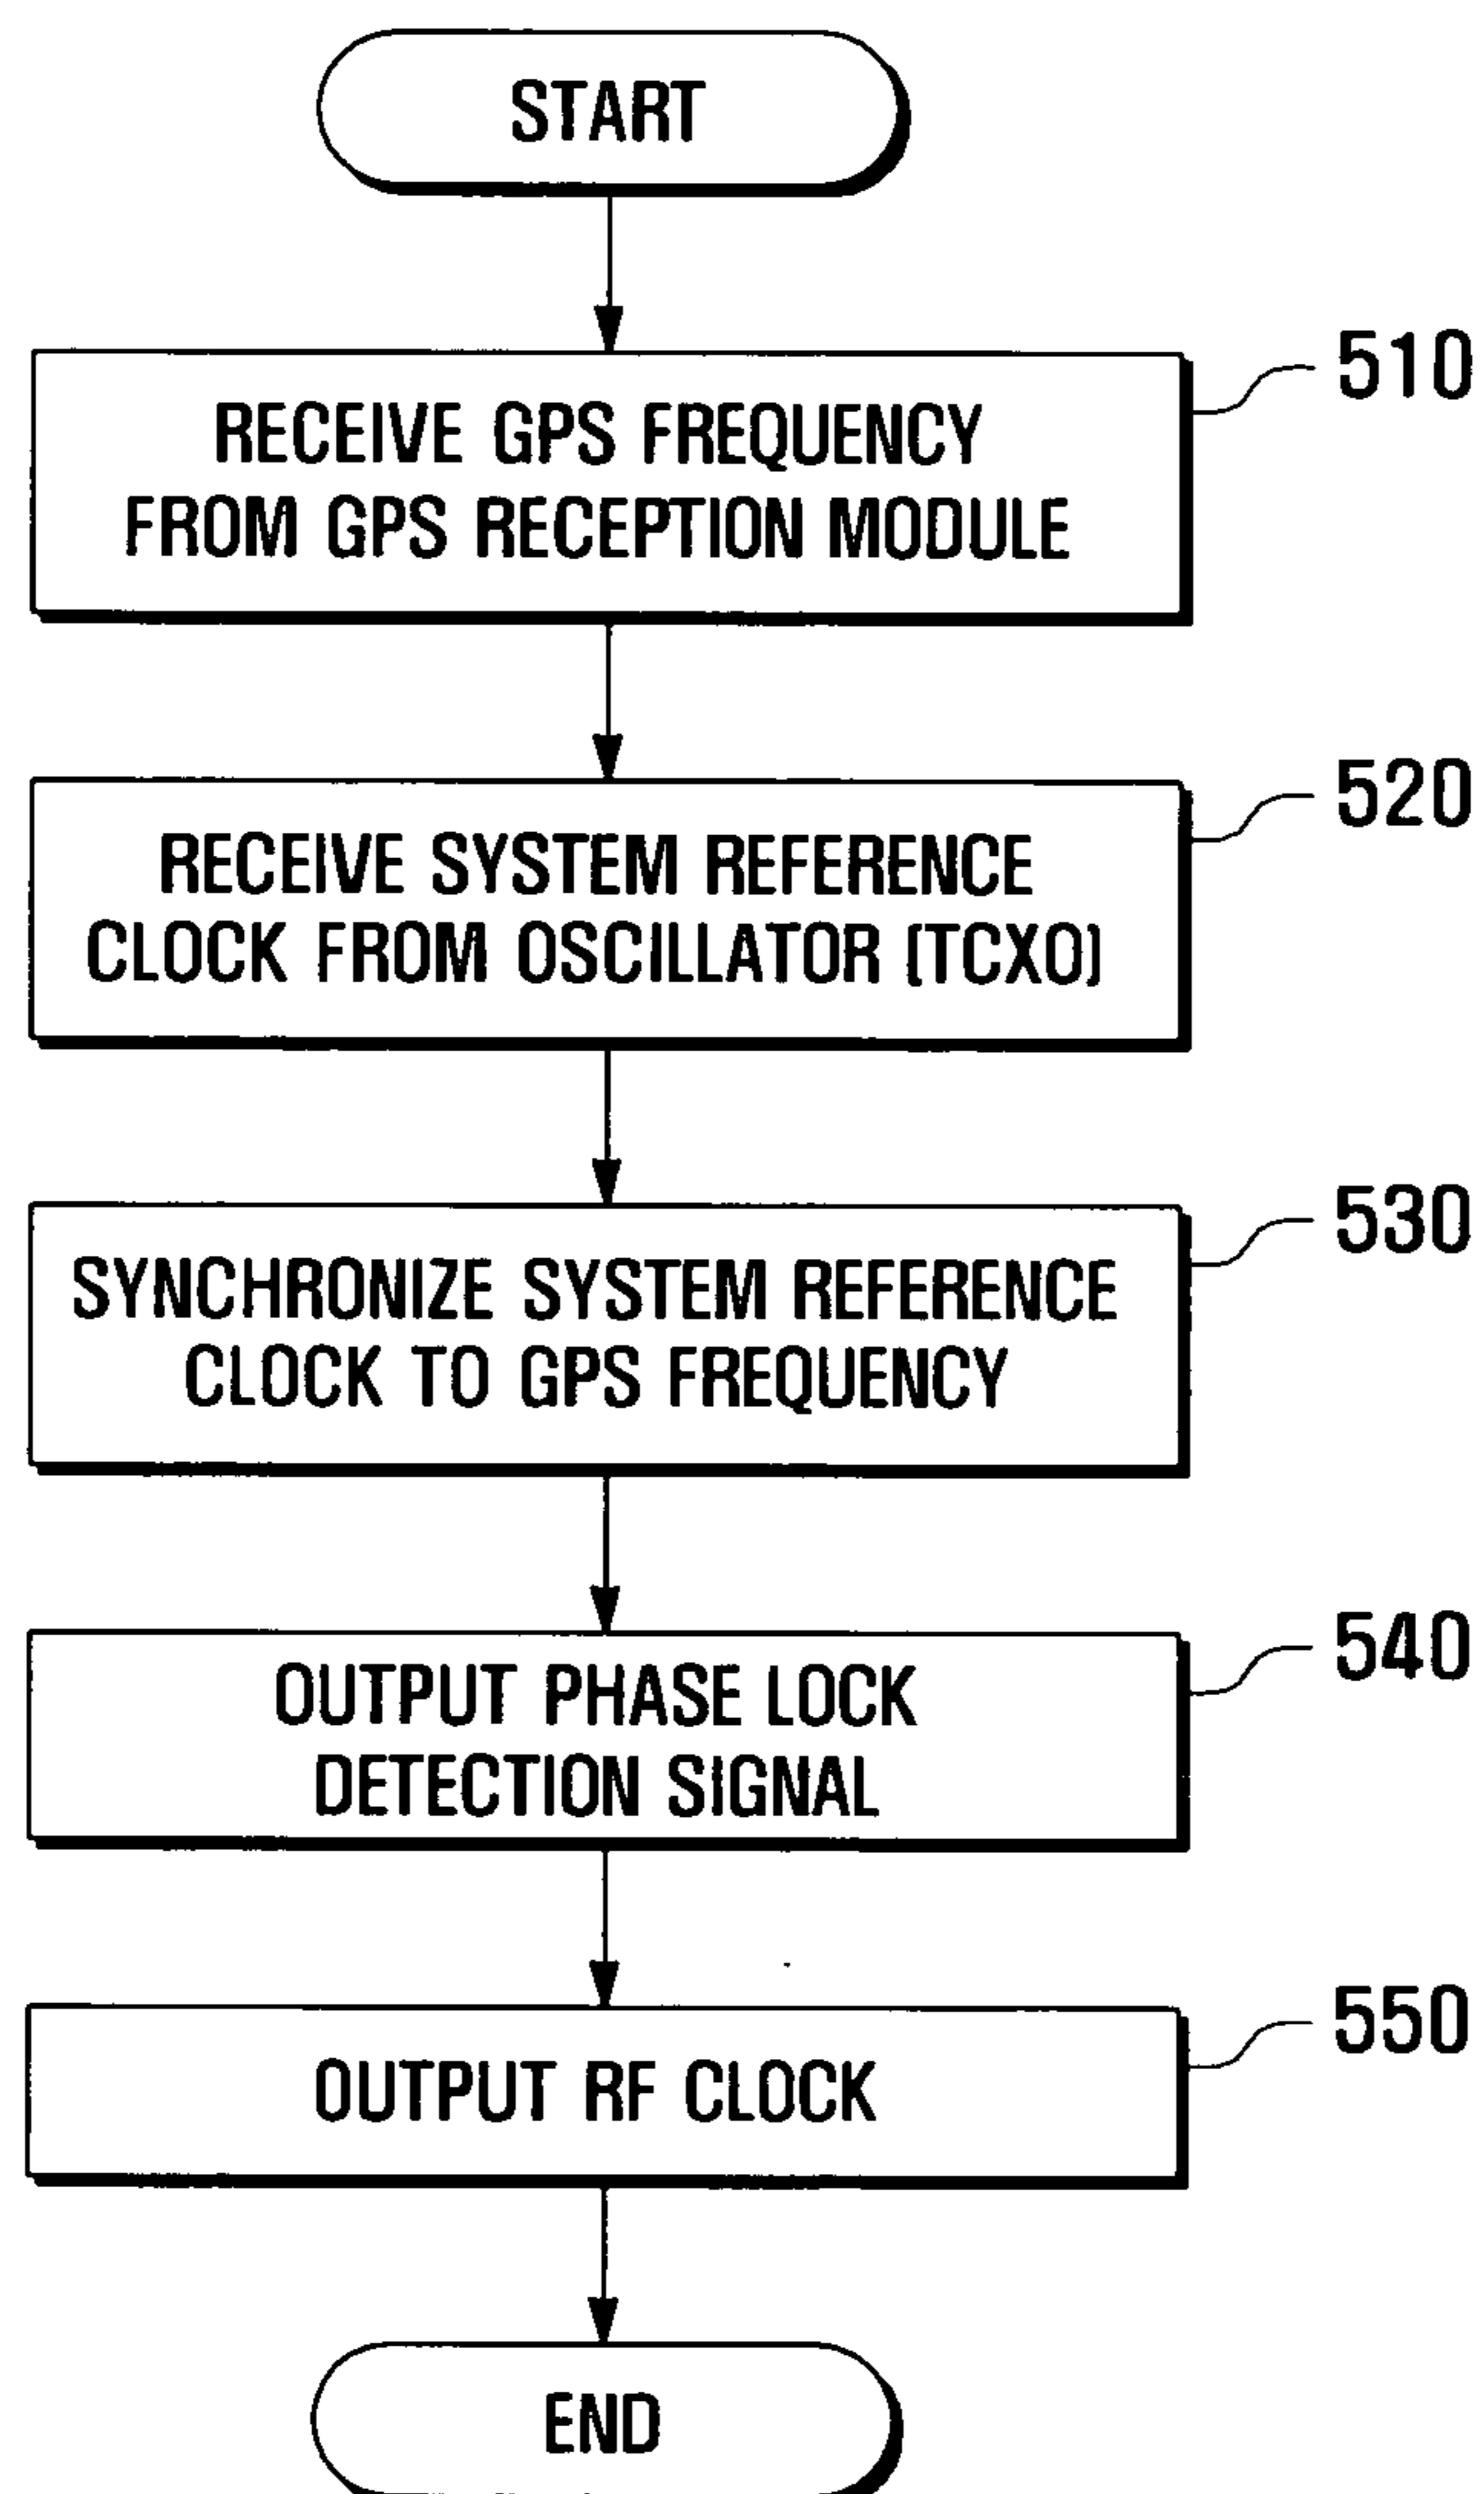 START
510
RECEIVE GPS FREQUENCY
FROM GPS RECEPTION MODULE
520
RECEIVE SYSTEM REFERENCE
CLOCK FROM OSCILLATOR (TCXO)
530
SYNCHRONIZE SYSTEM REFERENCE
CLOCK TO GPS FREQUENCY
540
OUTPUT PHASE LOCK
DETECTION SIGNAL
550
OUTPUT RF CLOCK
END